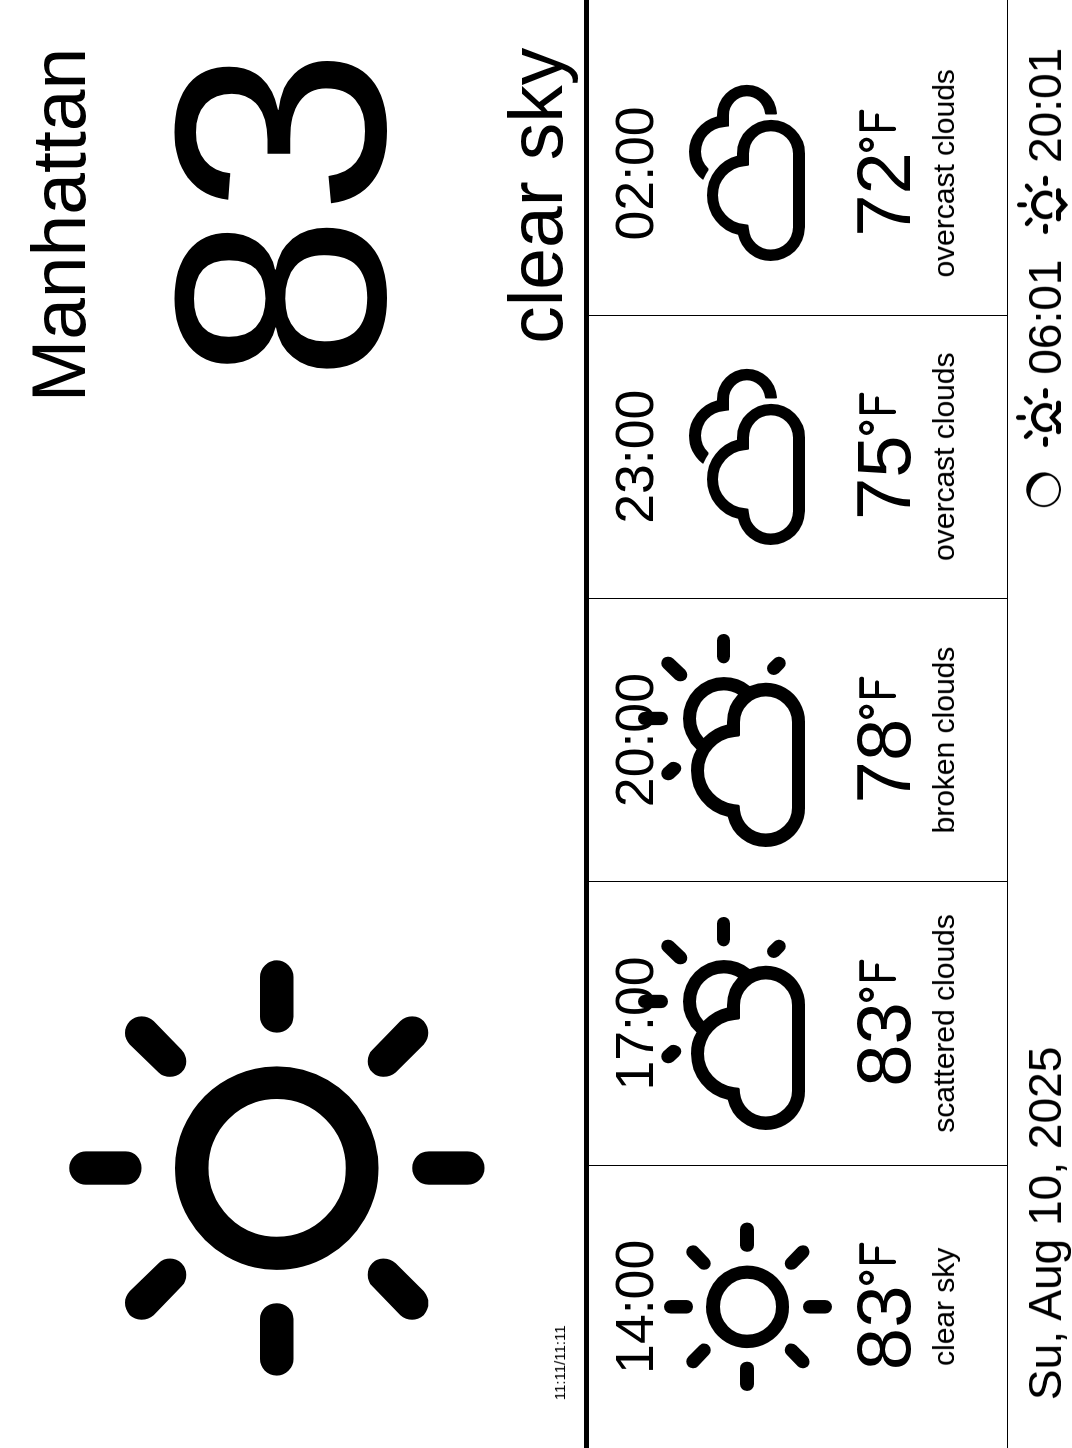 Manhattan
83
clear sky
11:11/11:11
14:00 17:00 20:00 23:00 02:00
83°F 83°F 78°F 75°F 72°F
clear sky scattered clouds broken clouds overcast clouds overcast clouds
Su, Aug 10, 2025 06:01 20:01